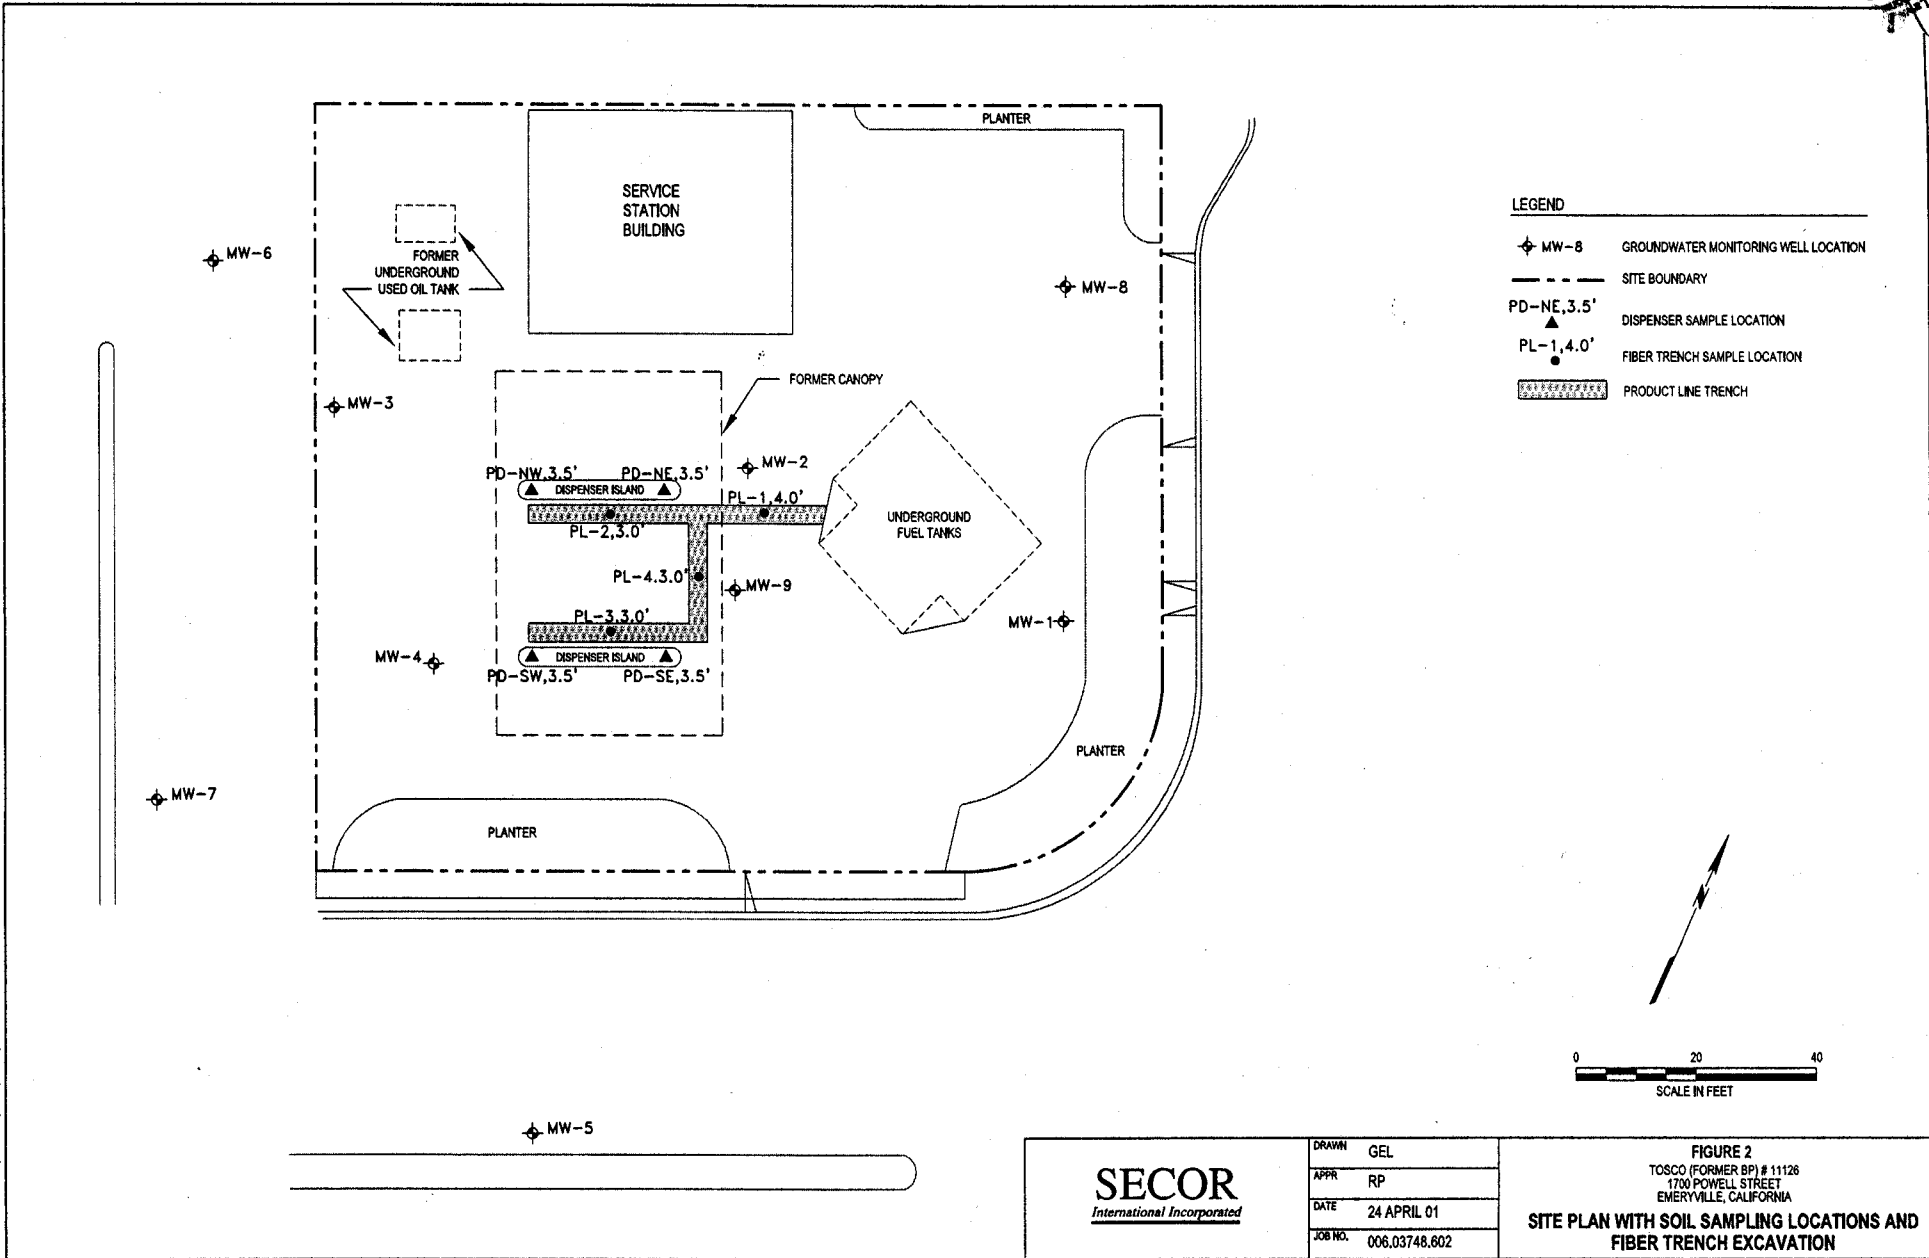 PLANTER
SERVICE
STATION
BUILDING
MW-6
FORMER
UNDERGROUND
USED OIL TANK
MW-8
MW-3
FORMER CANOPY
MW-2
PD-NW,3.5'
PD-NE,3.5'
DISPENSER ISLAND
PL-1,4.0'
PL-2,3.0'
UNDERGROUND
FUEL TANKS
PL-4.3.0'
MW-9
PL-3.3.0'
MW-1
MW-4
DISPENSER ISLAND
PD-SW,3.5'
PD-SE,3.5'
PLANTER
MW-7
PLANTER
MW-5
LEGEND
MW-8 GROUNDWATER MONITORING WELL LOCATION
SITE BOUNDARY
PD-NE,3.5'
DISPENSER SAMPLE LOCATION
PL-1,4.0'
FIBER TRENCH SAMPLE LOCATION
PRODUCT LINE TRENCH
N
0 20 40
SCALE IN FEET
SECOR
International Incorporated
DRAWN GEL
APPR RP
DATE 24 APRIL 01
JOB NO. 006.03748.602
FIGURE 2
TOSCO (FORMER BP) # 11126
1700 POWELL STREET
EMERYVILLE, CALIFORNIA
SITE PLAN WITH SOIL SAMPLING LOCATIONS AND
FIBER TRENCH EXCAVATION